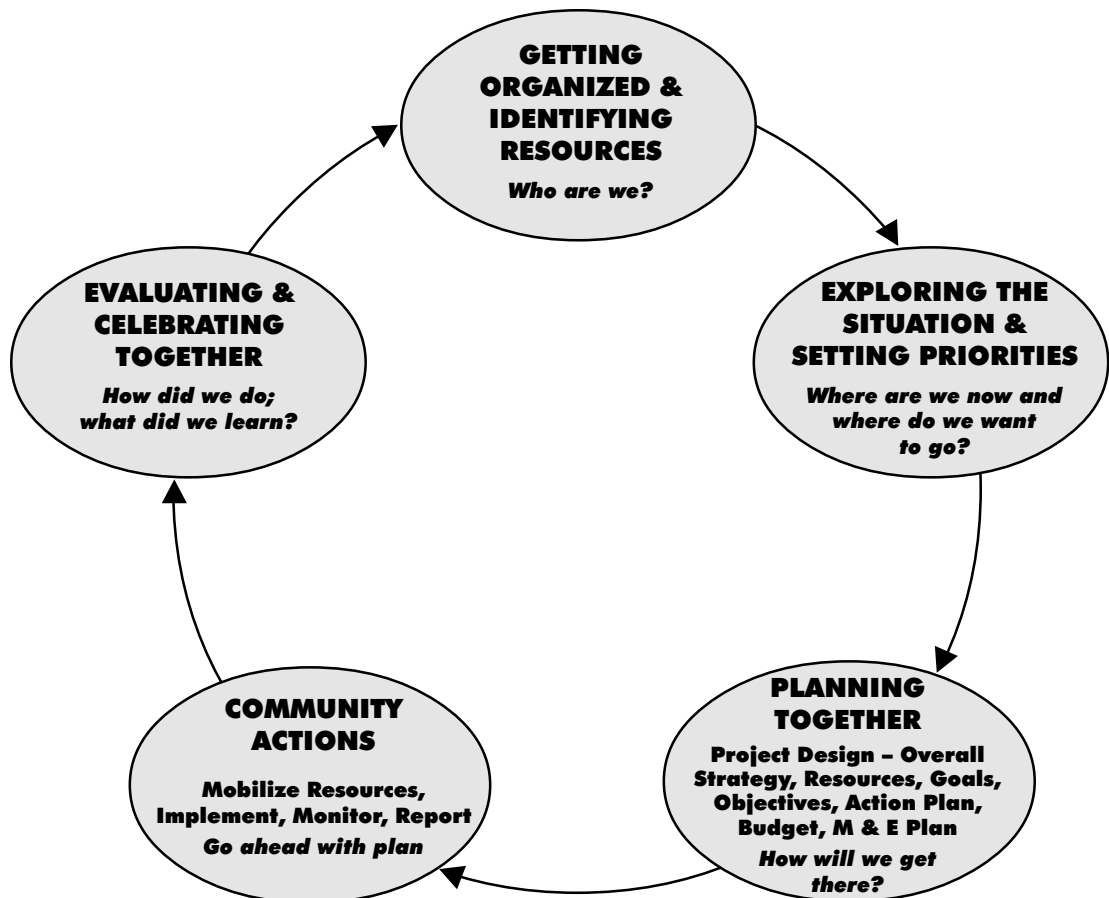 GETTING
ORGANIZED &
IDENTIFYING
RESOURCES
Who are we?
EXPLORING THE
SITUATION &
SETTING PRIORITIES
Where are we now and
where do we want
to go?
PLANNING
TOGETHER
Project Design – Overall
Strategy, Resources, Goals,
Objectives, Action Plan,
Budget, M & E Plan
How will we get
there?
COMMUNITY
ACTIONS
Mobilize Resources,
Implement, Monitor, Report
Go ahead with plan
EVALUATING &
CELEBRATING
TOGETHER
How did we do;
what did we learn?